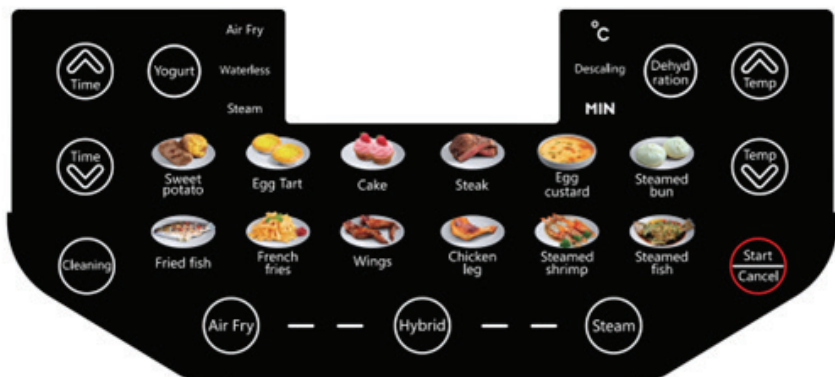 Air Fry
°C
Time
Yogurt
Waterless
Descaling
Dehyd
ration
Temp
Steam
MIN
Time
Sweet
potato
Egg Tart
Cake
Steak
Egg
custard
Steamed
bun
Temp
Cleaning
Fried fish
French
fries
Wings
Chicken
leg
Steamed
shrimp
Steamed
fish
Start
Cancel
Air Fry
Hybrid
Steam